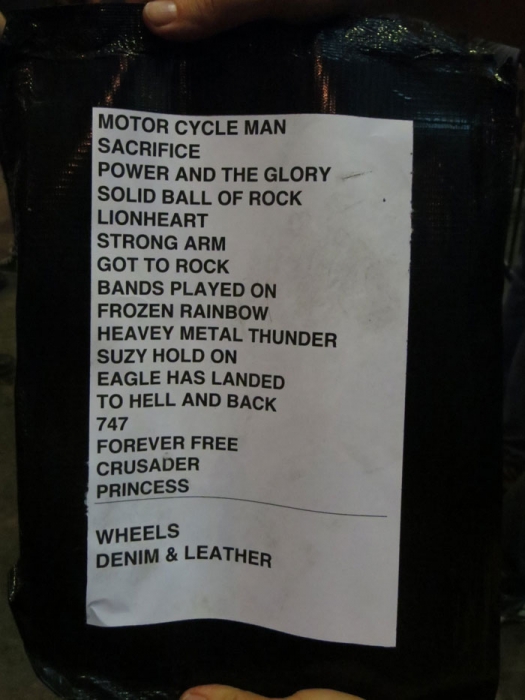 MOTOR CYCLE MAN
SACRIFICE
POWER AND THE GLORY
SOLID BALL OF ROCK
LIONHEART
STRONG ARM
GOT TO ROCK
BANDS PLAYED ON
FROZEN RAINBOW
HEAVEY METAL THUNDER
SUZY HOLD ON
EAGLE HAS LANDED
TO HELL AND BACK
747
FOREVER FREE
CRUSADER
PRINCESS
WHEELS
DENIM & LEATHER